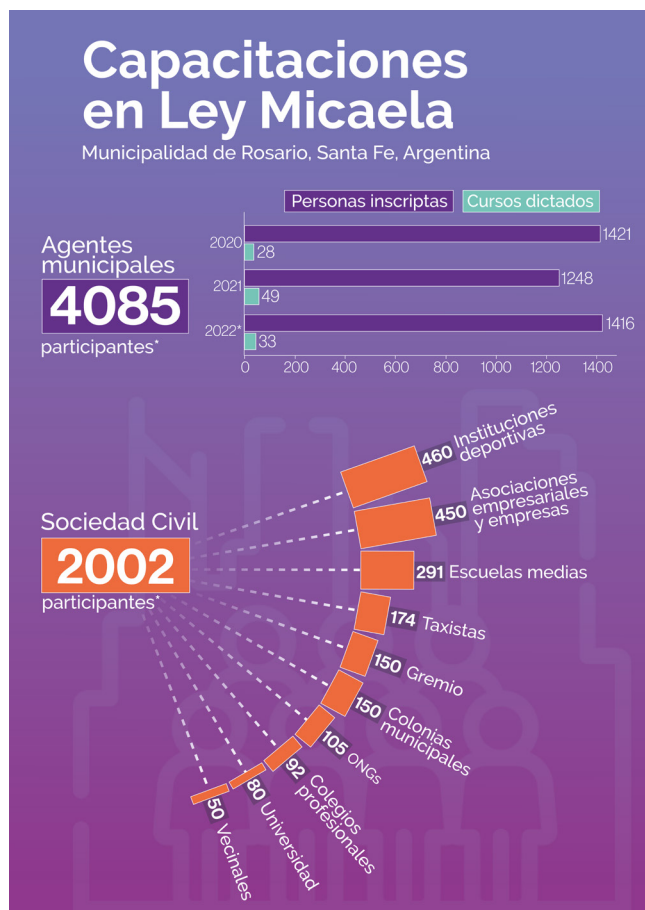 Capacitaciones
en Ley Micaela
Municipalidad de Rosario, Santa Fe, Argentina
Personas inscriptas
Cursos dictados
Agentes
municipales
4085
participantes*
2020
1421
28
2021
1248
49
2022*
1416
33
0 200 400 600 800 1000 1200 1400
Sociedad Civil
2002
participantes*
460 Instituciones
deportivas
450 Asociaciones
empresariales
y empresas
291 Escuelas medias
174 Taxistas
150 Gremio
150 Colonias
municipales
105 ONGs
92 Colegios
profesionales
80 Universidad
50 Vecinales